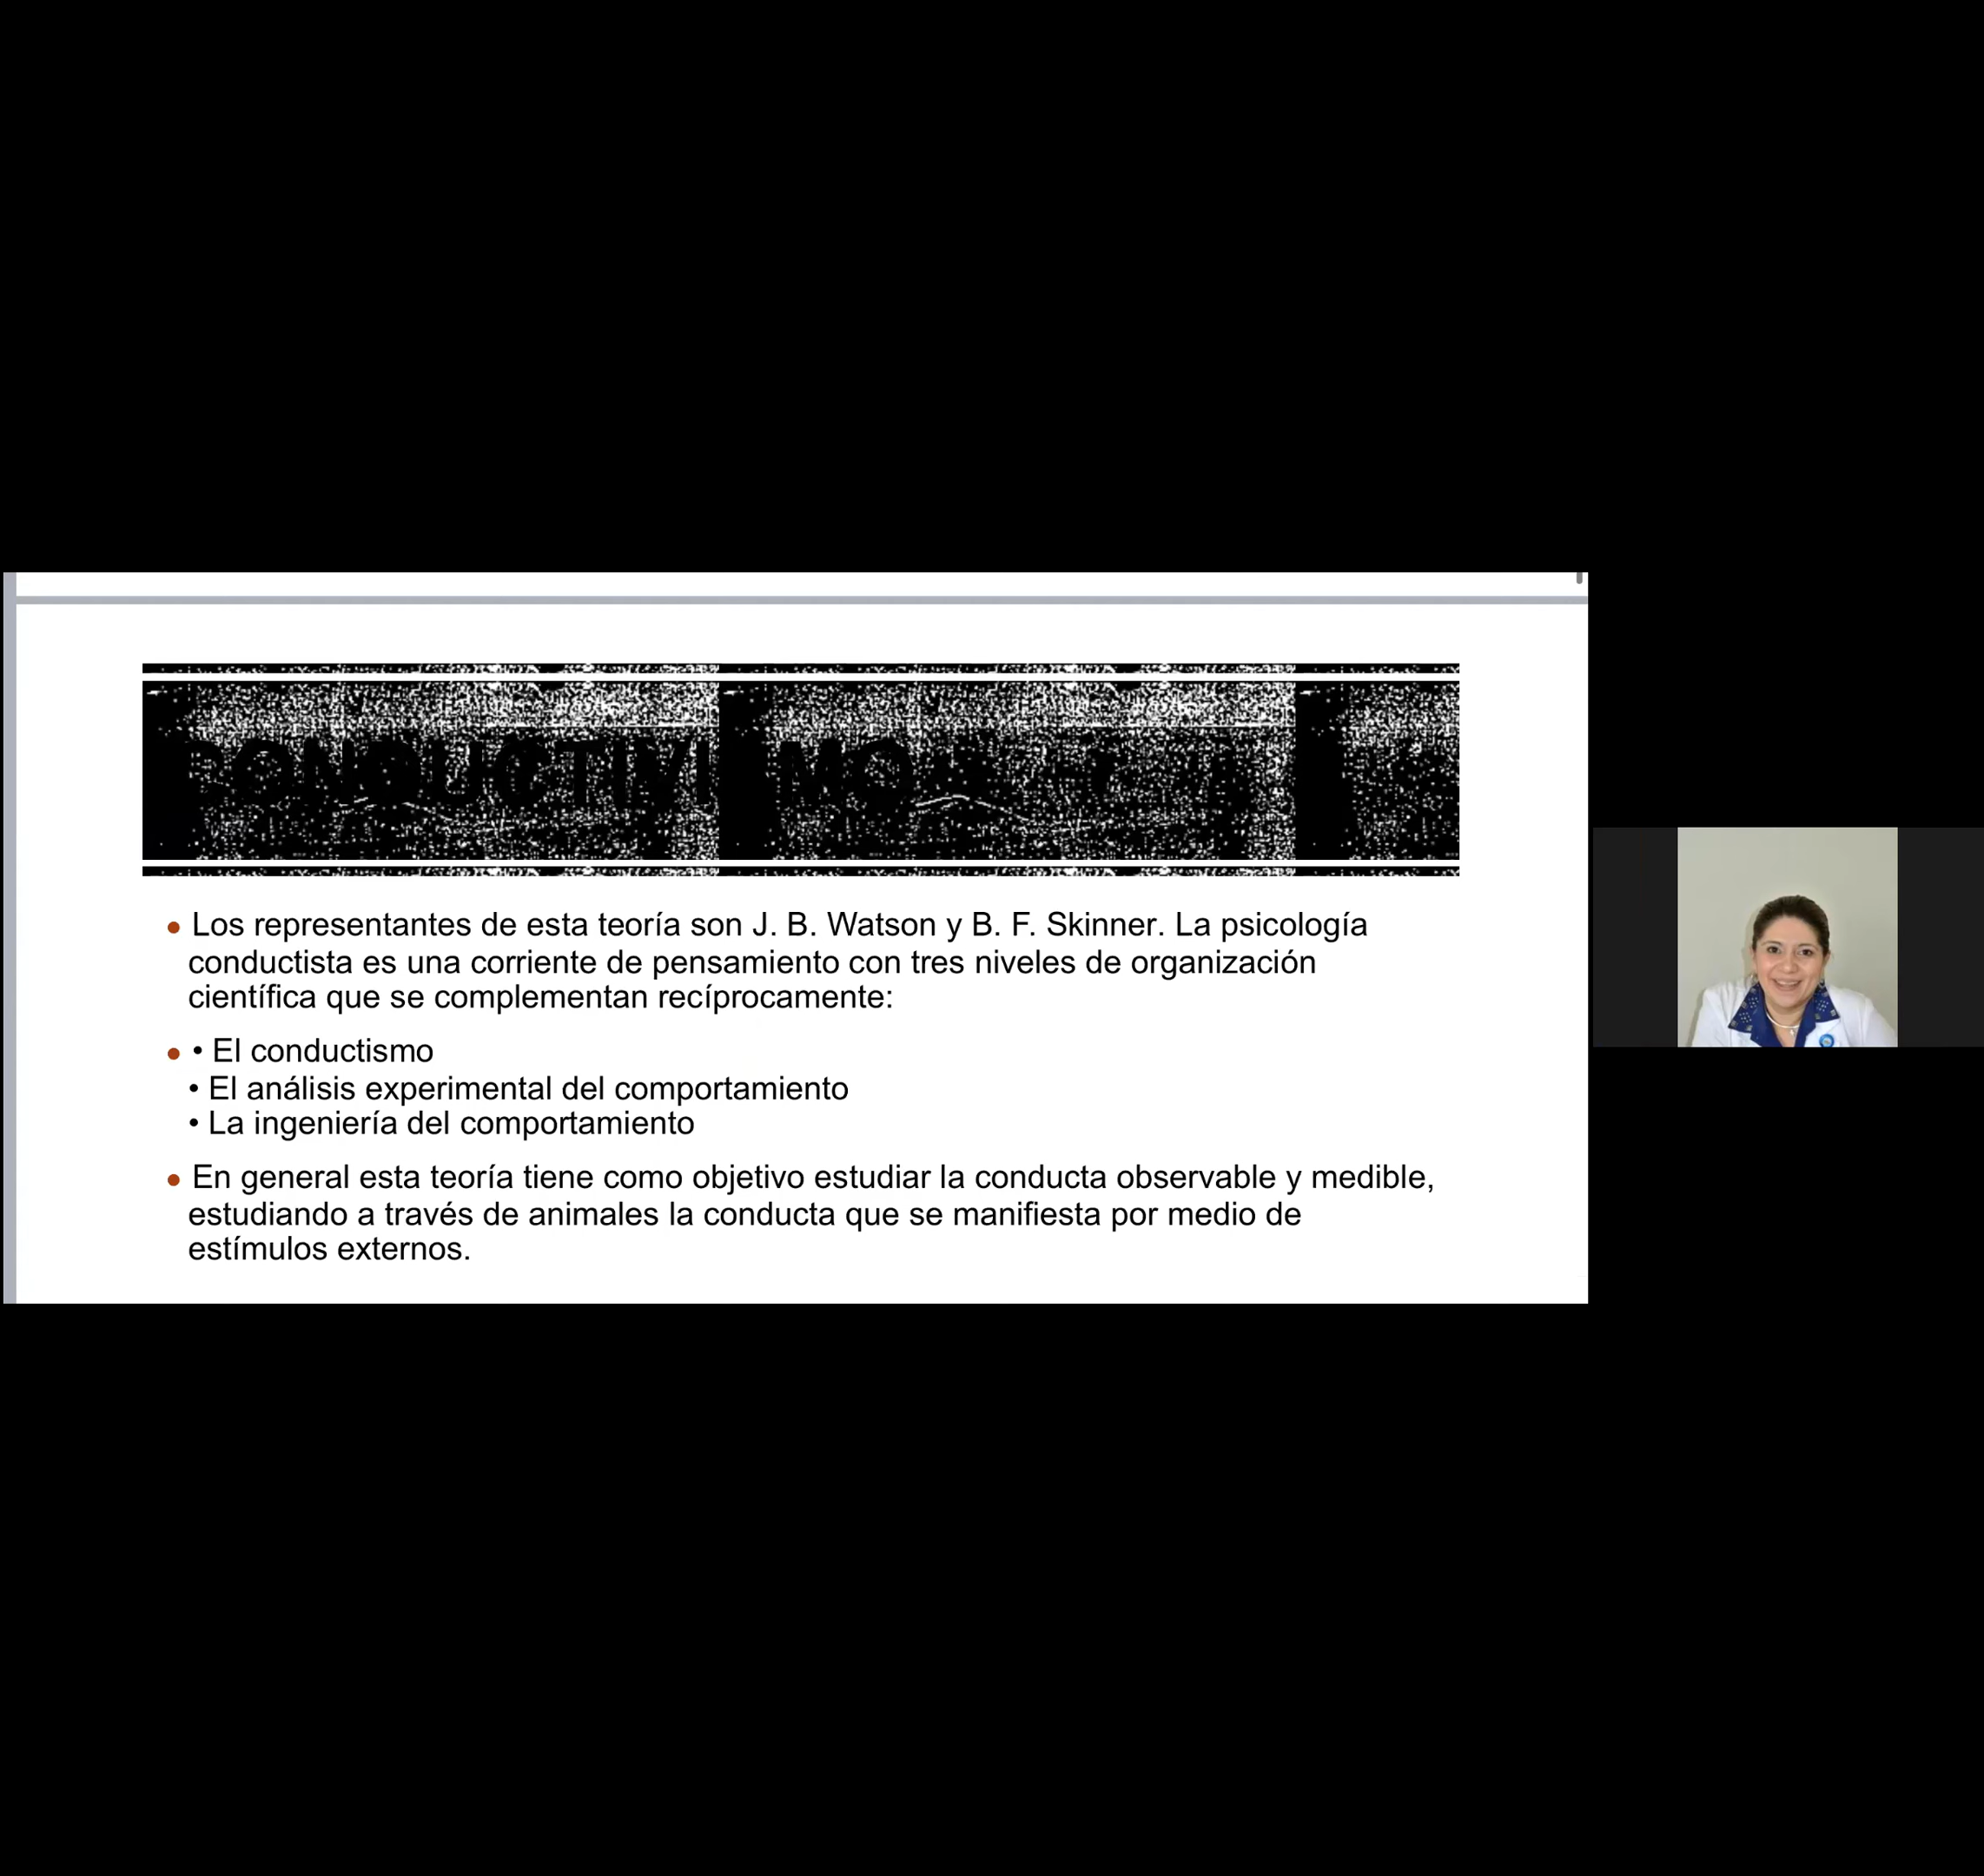 CONDUCTIVISMO
Los representantes de esta teoría son J. B. Watson y B. F. Skinner. La psicología
conductista es una corriente de pensamiento con tres niveles de organización
científica que se complementan recíprocamente:
• El conductismo
• El análisis experimental del comportamiento
• La ingeniería del comportamiento
En general esta teoría tiene como objetivo estudiar la conducta observable y medible,
estudiando a través de animales la conducta que se manifiesta por medio de
estímulos externos.